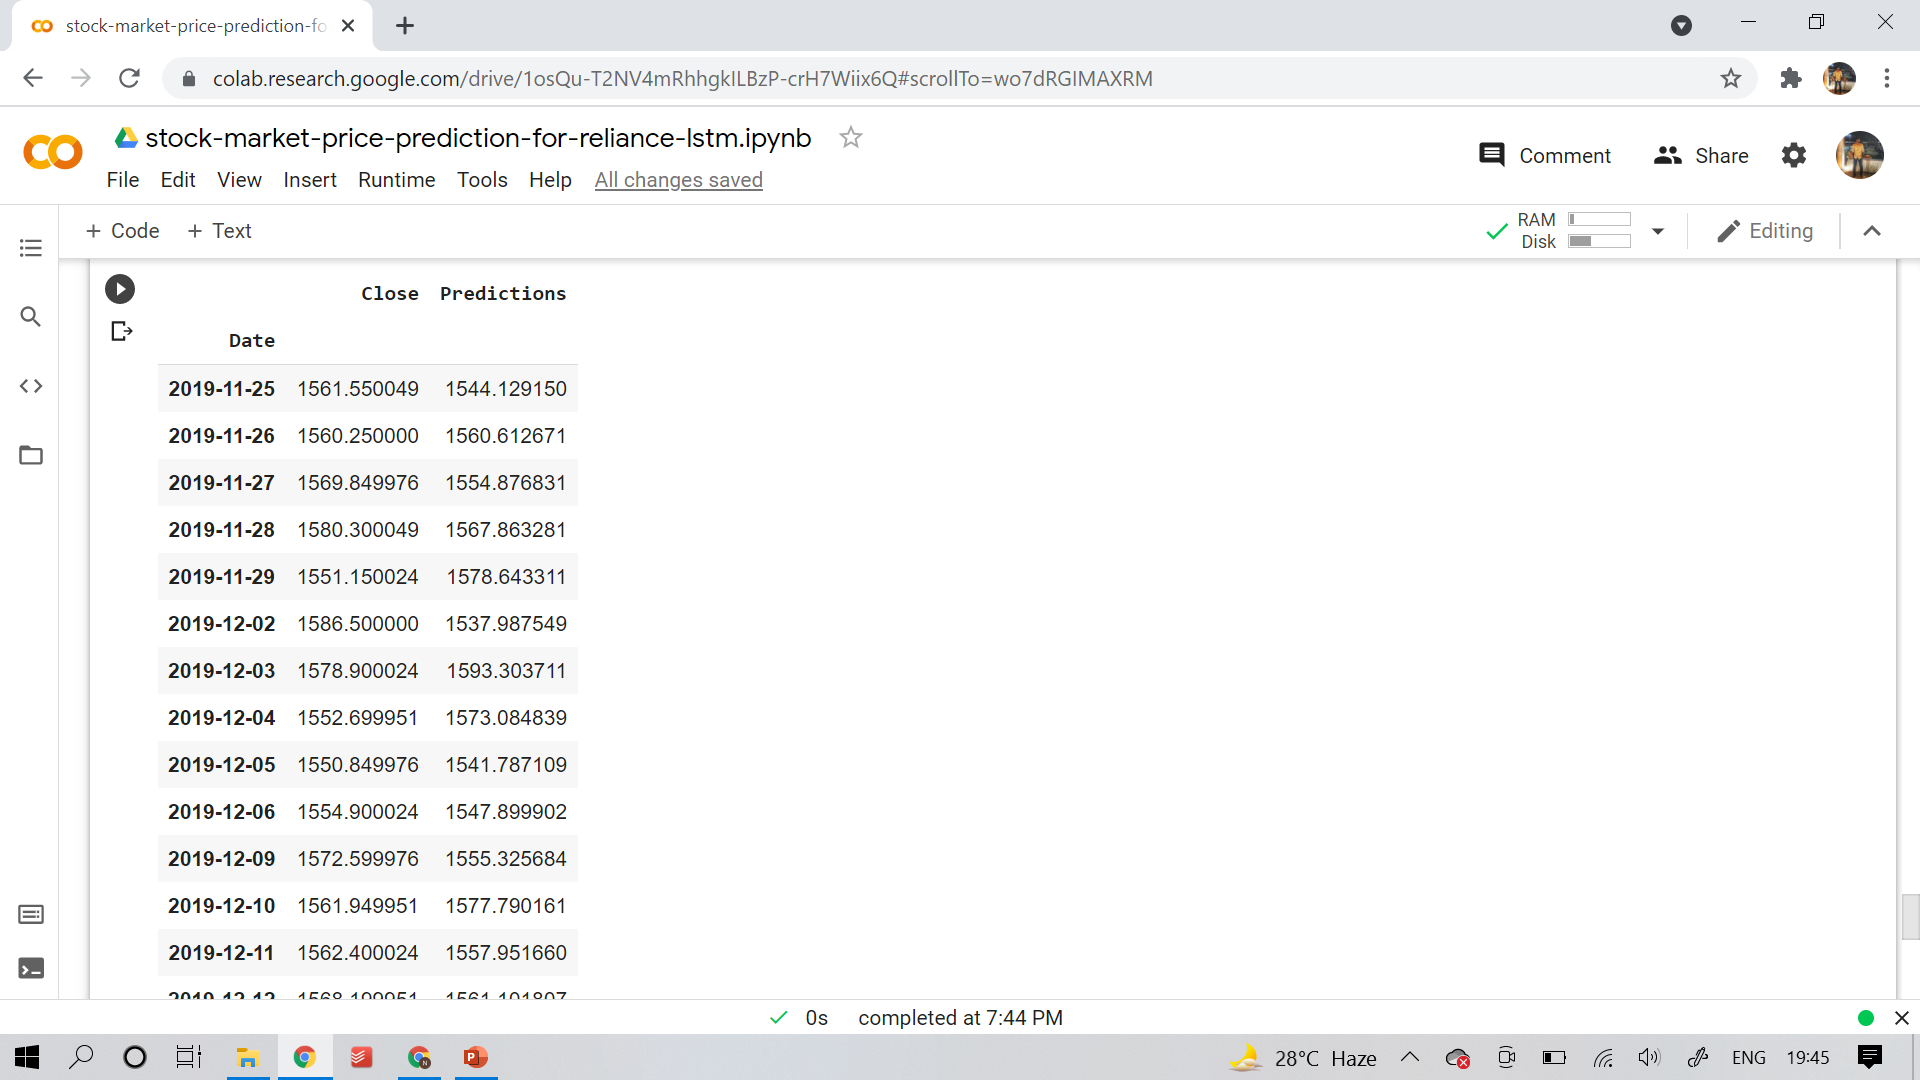 stock-market-price-prediction-fo
colab.research.google.com/drive/1osQu-T2NV4mRhhgkILBzP-crH7Wiix6Q#scrollTo=wo7dRGIMAXRM
stock-market-price-prediction-for-reliance-lstm.ipynb
Comment Share
File Edit View Insert Runtime Tools Help All changes saved
+ Code + Text
RAM
Disk
Editing
Close Predictions
Date
2019-11-25 1561.550049 1544.129150
2019-11-26 1560.250000 1560.612671
2019-11-27 1569.849976 1554.876831
2019-11-28 1580.300049 1567.863281
2019-11-29 1551.150024 1578.643311
2019-12-02 1586.500000 1537.987549
2019-12-03 1578.900024 1593.303711
2019-12-04 1552.699951 1573.084839
2019-12-05 1550.849976 1541.787109
2019-12-06 1554.900024 1547.899902
2019-12-09 1572.599976 1555.325684
2019-12-10 1561.949951 1577.790161
2019-12-11 1562.400024 1557.951660
2019-12-12 1568.199951 1561.101807
0s completed at 7:44 PM
28°C Haze ENG 19:45